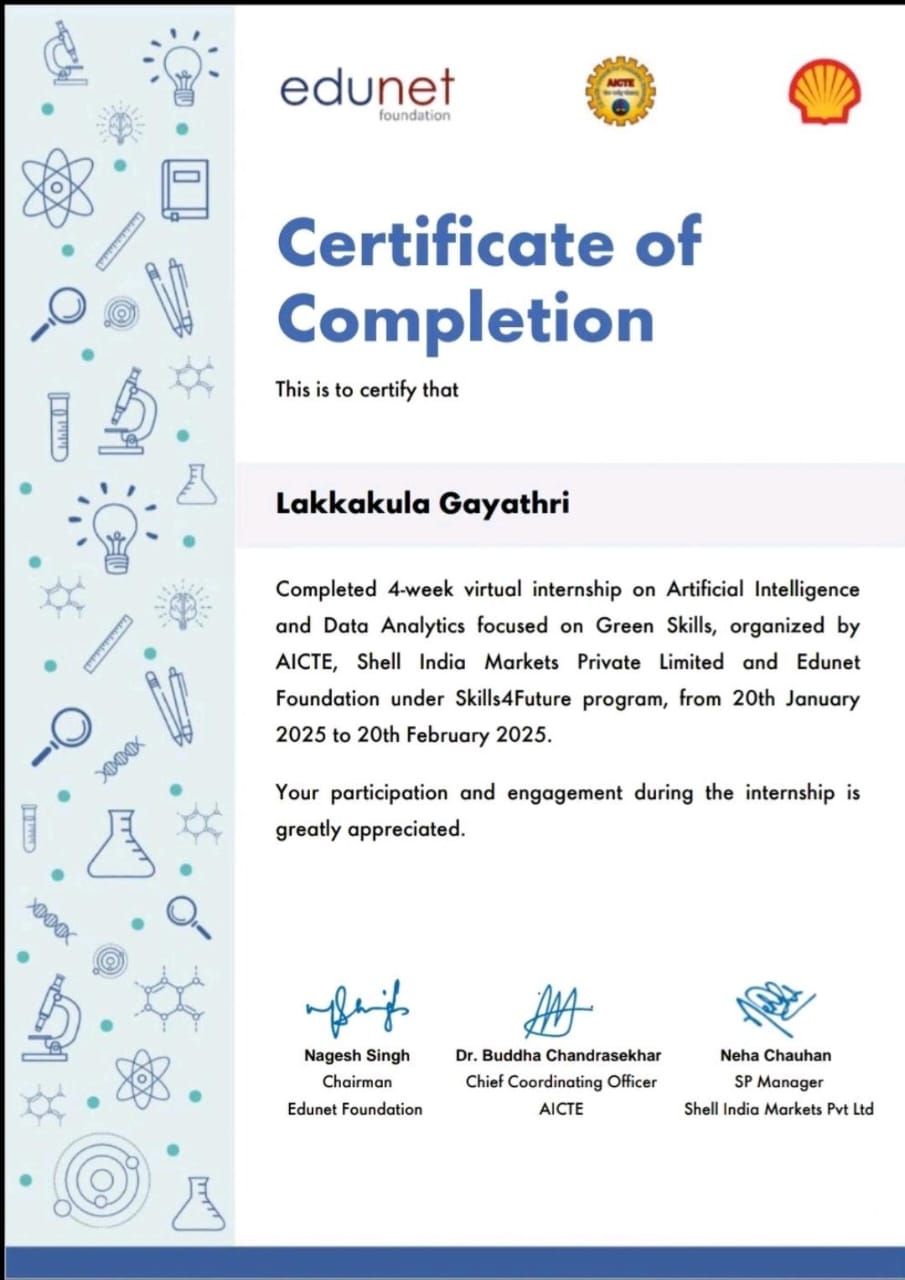 edunet
foundation
AICTE
Certificate of
Completion
This is to certify that
Lakkakula Gayathri
Completed 4-week virtual internship on Artificial Intelligence
and Data Analytics focused on Green Skills, organized by
AICTE, Shell India Markets Private Limited and Edunet
Foundation under Skills4Future program, from 20th January
2025 to 20th February 2025.
Your participation and engagement during the internship is
greatly appreciated.
Nagesh Singh
Chairman
Edunet Foundation
Dr. Buddha Chandrasekhar
Chief Coordinating Officer
AICTE
Neha Chauhan
SP Manager
Shell India Markets Pvt Ltd